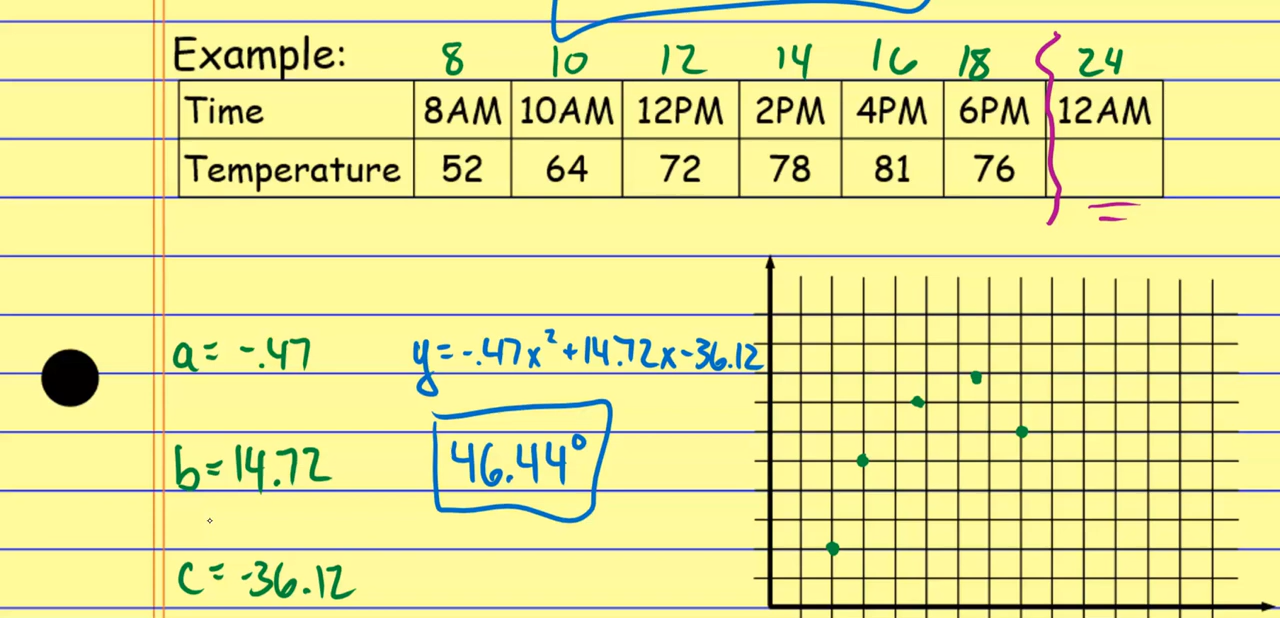 Example: 8 10 12 14 16 18 24
Time 8AM 10AM 12PM 2PM 4PM 6PM 12AM
Temperature 52 64 72 78 81 76
a = -.47 y = -.47x²+14.72x-36.12
b = 14.72 46.44°
c = -36.12